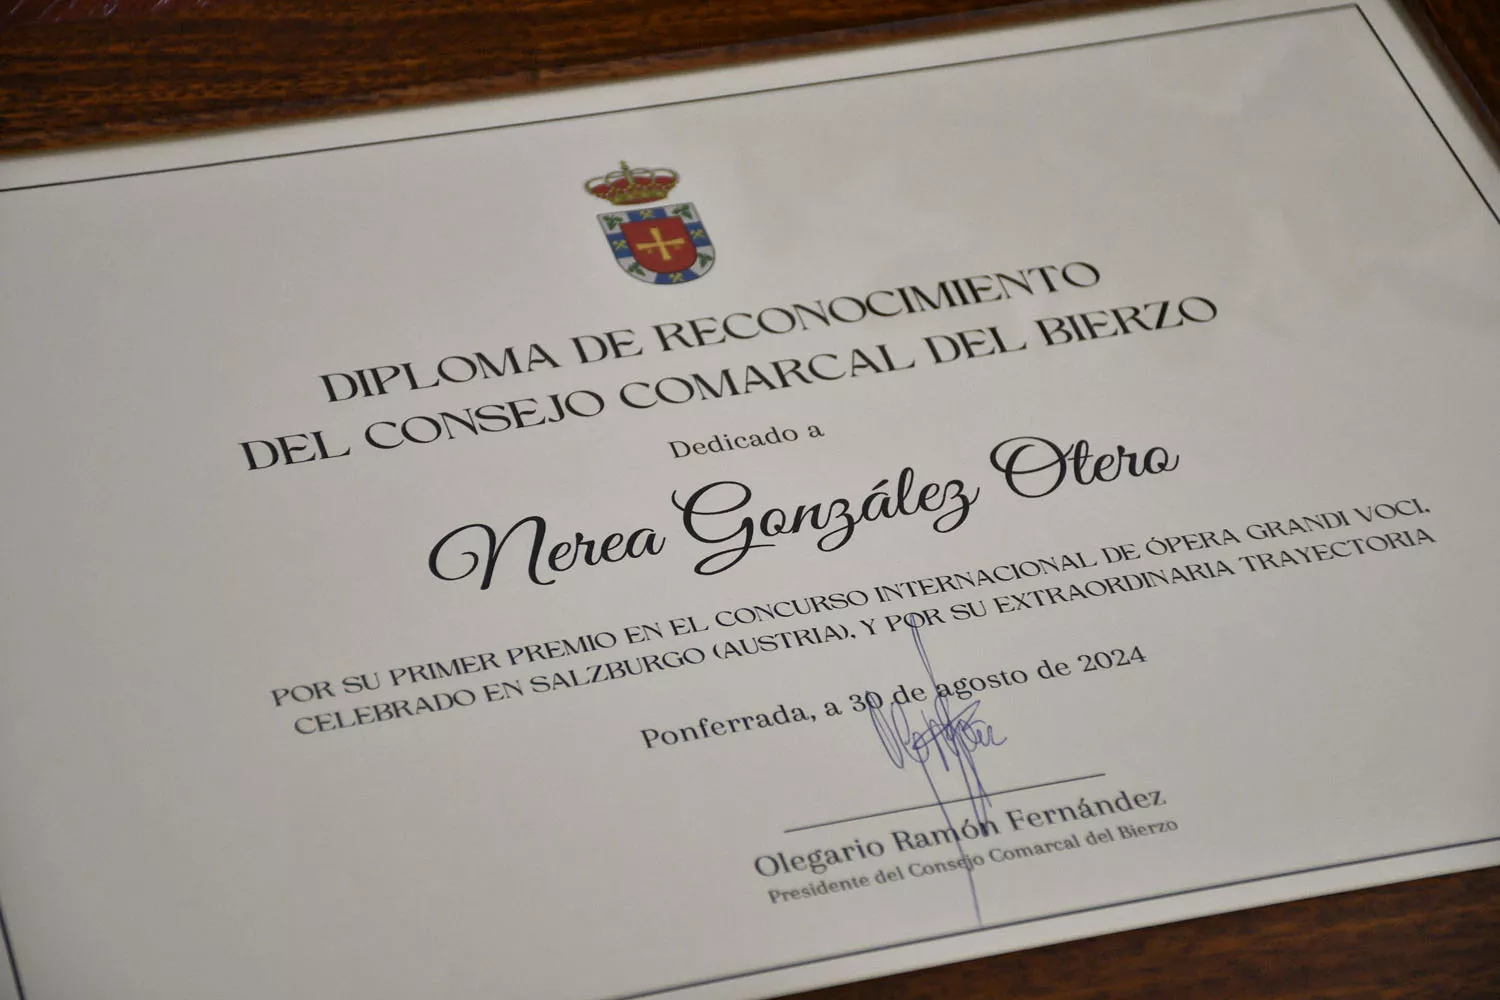 DIPLOMA DE RECONOCIMIENTO
DEL CONSEJO COMARCAL DEL BIERZO
Dedicado a
Nerea González Otero
POR SU PRIMER PREMIO EN EL CONCURSO INTERNACIONAL DE ÓPERA GRANDI VOCI,
CELEBRADO EN SALZBURGO (AUSTRIA), Y POR SU EXTRAORDINARIA TRAYECTORIA
Ponferrada, a 30 de agosto de 2024
Olegario Ramón Fernández
Presidente del Consejo Comarcal del Bierzo